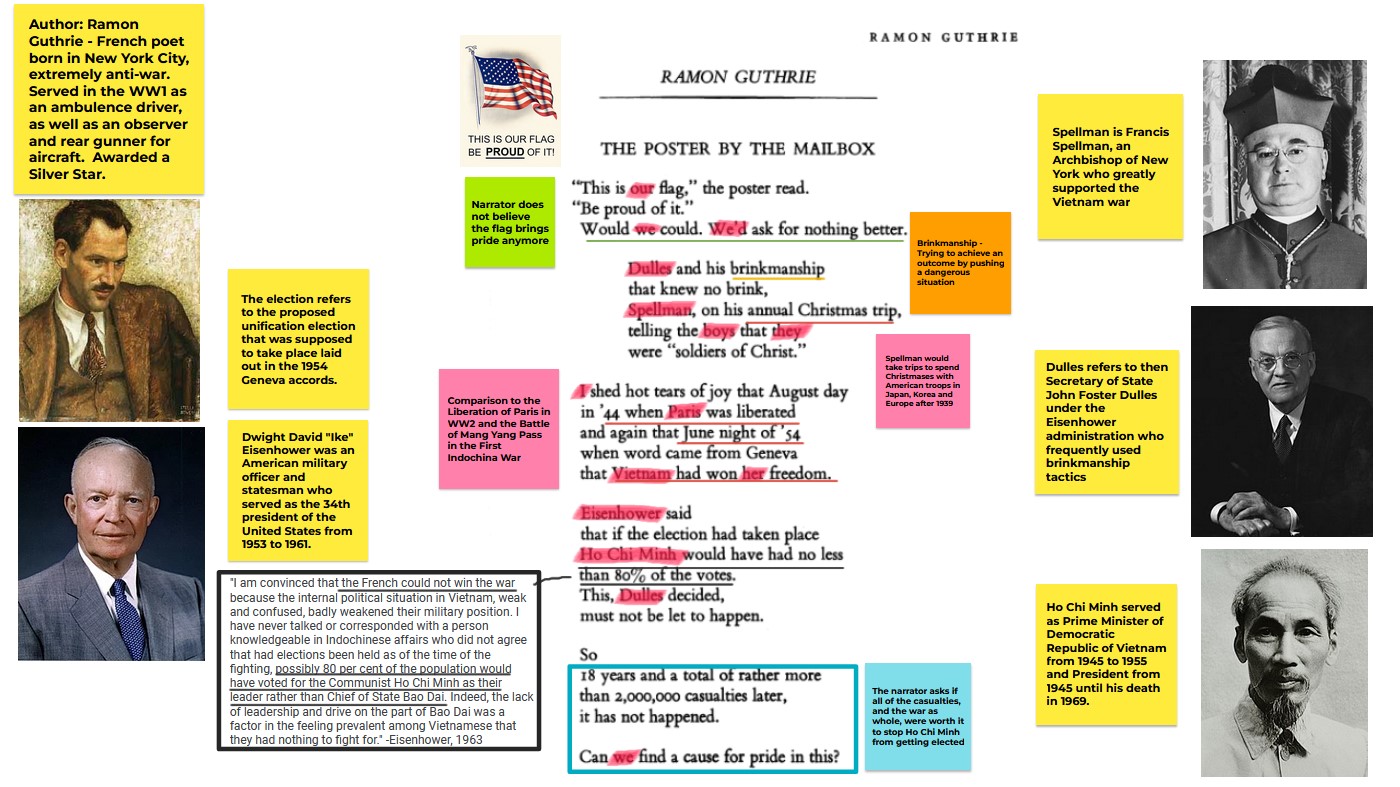 Author: Ramon
Guthrie - French poet
born in New York City,
extremely anti-war.
Served in the WW1 as
an ambulence driver,
as well as an observer
and rear gunner for
aircraft. Awarded a
Silver Star.
The election refers
to the proposed
unification election
that was supposed
to take place laid
out in the 1954
Geneva accords.
Dwight David "Ike"
Eisenhower was an
American military
officer and
statesman who
served as the 34th
president of the
United States from
1953 to 1961.
"I am convinced that the French could not win the war
because the internal political situation in Vietnam, weak
and confused, badly weakened their military position. I
have never talked or corresponded with a person
knowledgeable in Indochinese affairs who did not agree
that had elections been held as of the time of the
fighting, possibly 80 per cent of the population would
have voted for the Communist Ho Chi Minh as their
leader rather than Chief of State Bao Dai. Indeed, the lack
of leadership and drive on the part of Bao Dai was a
factor in the feeling prevalent among Vietnamese that
they had nothing to fight for." -Eisenhower, 1963
THIS IS OUR FLAG
BE PROUD OF IT!
Narrator does
not believe
the flag brings
pride anymore
Comparison to the
Liberation of Paris in
WW2 and the Battle
of Mang Yang Pass
in the First
Indochina War
RAMON GUTHRIE
RAMON GUTHRIE
THE POSTER BY THE MAILBOX
“This is our flag,” the poster read.
“Be proud of it.”
Would we could. We'd ask for nothing better.
Dulles and his brinkmanship
that knew no brink,
Spellman, on his annual Christmas trip,
telling the boys that they
were “soldiers of Christ.”
I shed hot tears of joy that August day
in '44 when Paris was liberated
and again that June night of '54
when word came from Geneva
that Vietnam had won her freedom.
Eisenhower said
that if the election had taken place
Ho Chi Minh would have had no less
than 80% of the votes.
This, Dulles decided,
must not be let to happen.
So
18 years and a total of rather more
than 2,000,000 casualties later,
it has not happened.
Can we find a cause for pride in this?
Brinkmanship -
Trying to achieve an
outcome by pushing
a dangerous
situation
Spellman would
take trips to spend
Christmases with
American troops in
Japan, Korea and
Europe after 1939
The narrator asks if
all of the casualties,
and the war as
whole, were worth it
to stop Ho Chi Minh
from getting elected
Spellman is Francis
Spellman, an
Archbishop of New
York who greatly
supported the
Vietnam war
Dulles refers to then
Secretary of State
John Foster Dulles
under the
Eisenhower
administration who
frequently used
brinkmanship
tactics
Ho Chi Minh served
as Prime Minister of
Democratic
Republic of Vietnam
from 1945 to 1955
and President from
1945 until his death
in 1969.